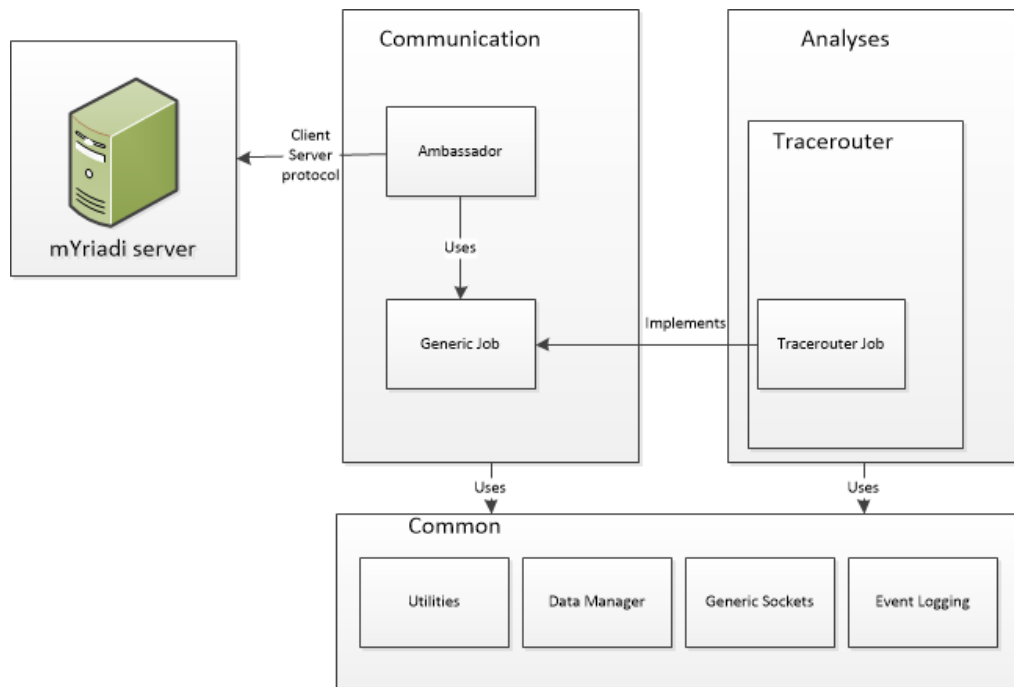 Communication
Analyses
Ambassador
Client
Server
protocol
Tracerouter
mYriadi server
Uses
Implements
Generic Job
Tracerouter Job
Uses
Uses
Common
Utilities
Data Manager
Generic Sockets
Event Logging